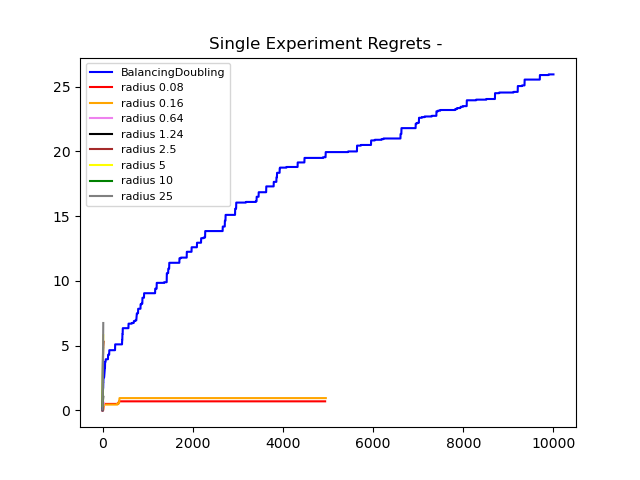 Single Experiment Regrets -
BalancingDoubling
radius 0.08
radius 0.16
radius 0.64
radius 1.24
radius 2.5
radius 5
radius 10
radius 25
25
20
15
10
5
0
0 2000 4000 6000 8000 10000